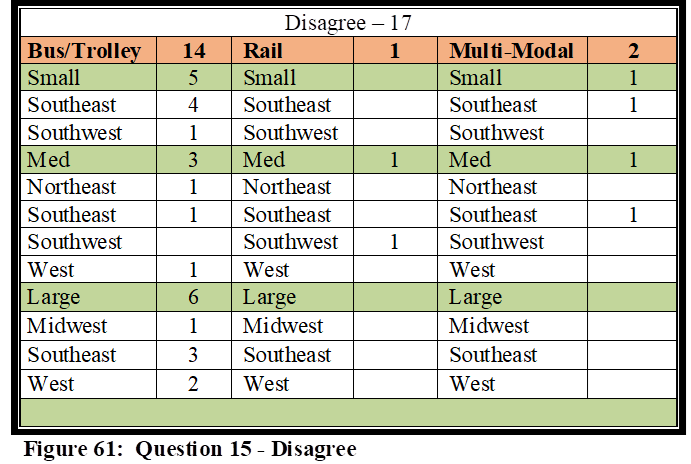 Disagree – 17
Bus/Trolley 14 Rail 1 Multi-Modal 2
Small 5 Small Small 1
Southeast 4 Southeast Southeast 1
Southwest 1 Southwest Southwest
Med 3 Med 1 Med 1
Northeast 1 Northeast Northeast
Southeast 1 Southeast Southeast 1
Southwest Southwest 1 Southwest
West 1 West West
Large 6 Large Large
Midwest 1 Midwest Midwest
Southeast 3 Southeast Southeast
West 2 West West
Figure 61: Question 15 - Disagree